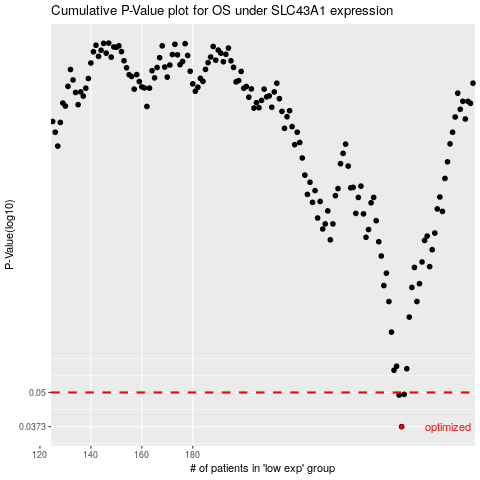 Cumulative P-Value plot for OS under SLC43A1 expression
P-Value(log10)
0.05
0.0373
optimized
120
140
160
180
# of patients in 'low exp' group